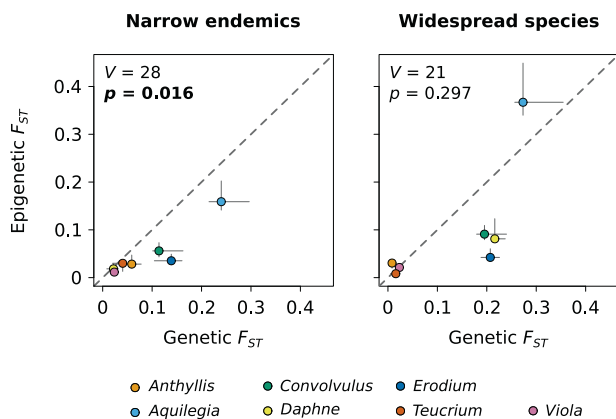 Narrow endemics
Widespread species
Epigenetic FST
0.4
0.3
0.2
0.1
0
V = 28
p = 0.016
0 0.1 0.2 0.3 0.4
Genetic FST
V = 21
p = 0.297
0 0.1 0.2 0.3 0.4
Genetic FST
Anthyllis Convolvulus Erodium
Aquilegia Daphne Teucrium Viola